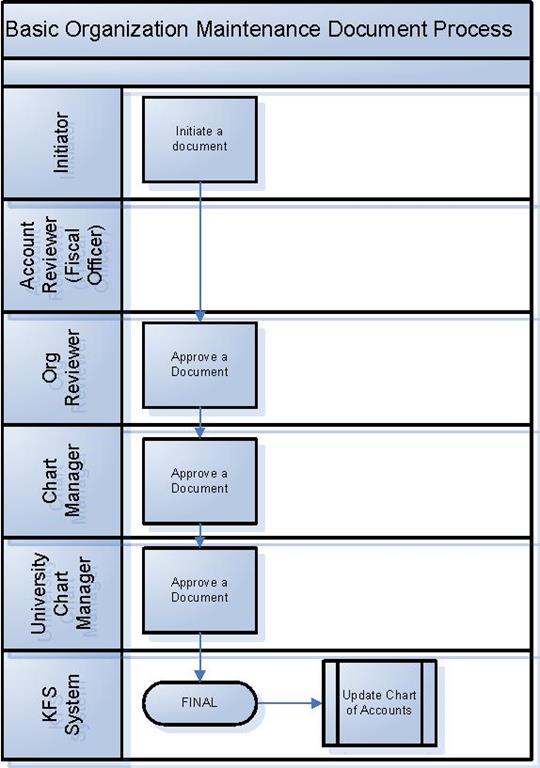 Basic Organization Maintenance Document Process
Initiator
Initiate a
document
Account
Reviewer
(Fiscal
Officer)
Org
Reviewer
Approve a
Document
Chart
Manager
Approve a
Document
University
Chart
Manager
Approve a
Document
KFS
System
FINAL
Update Chart
of Accounts